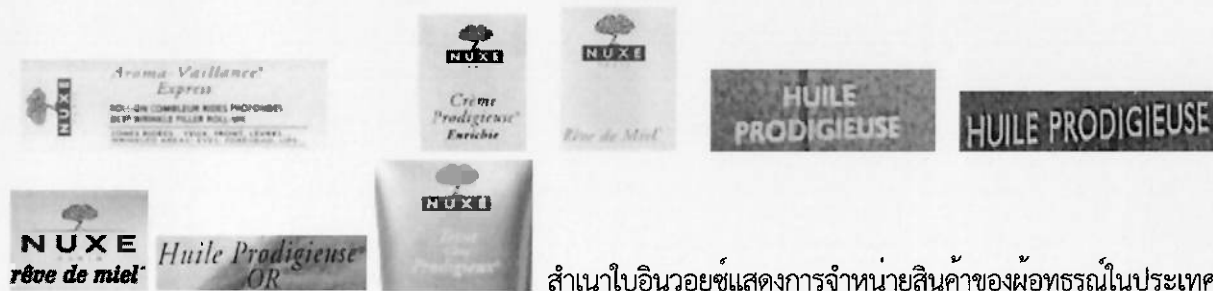 NUXE
Aroma Vaillance®
Express
ROLL-ON COMBLEUR RIDES PROFONDES
DEEP WRINKLE FILLER ROLL-ON
NUXE
Crème
Prodigieuse®
Enrichie
NUXE
Rêve de Miel
HUILE
PRODIGIEUSE
HUILE PRODIGIEUSE
NUXE
rêve de miel
Huile Prodigieuse®
OR
NUXE
Prodigieuse
สำเนาใบอินวอยซ์แสดงการจำหน่ายสินค้าของผู้อุทธรณ์ในประเทศ